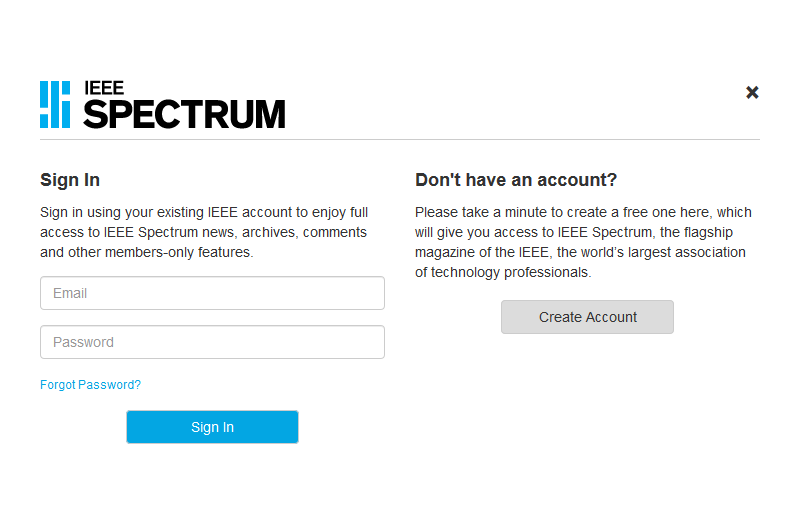 IEEE
SPECTRUM
Sign In
Sign in using your existing IEEE account to enjoy full
access to IEEE Spectrum news, archives, comments
and other members-only features.
Email
Password
Forgot Password?
Sign In
Don't have an account?
Please take a minute to create a free one here, which
will give you access to IEEE Spectrum, the flagship
magazine of the IEEE, the world’s largest association
of technology professionals.
Create Account